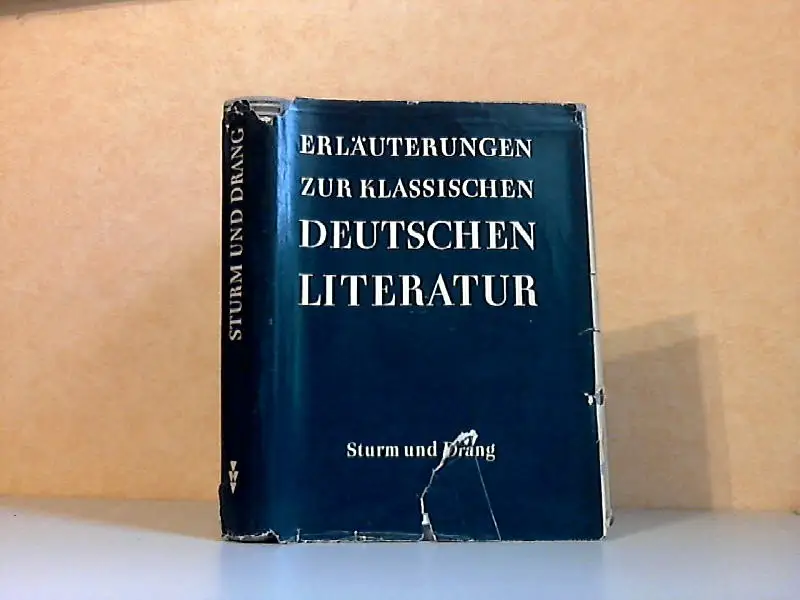 STURM UND DRANG
ERLÄUTERUNGEN
ZUR KLASSISCHEN
DEUTSCHEN
LITERATUR
Sturm und Drang